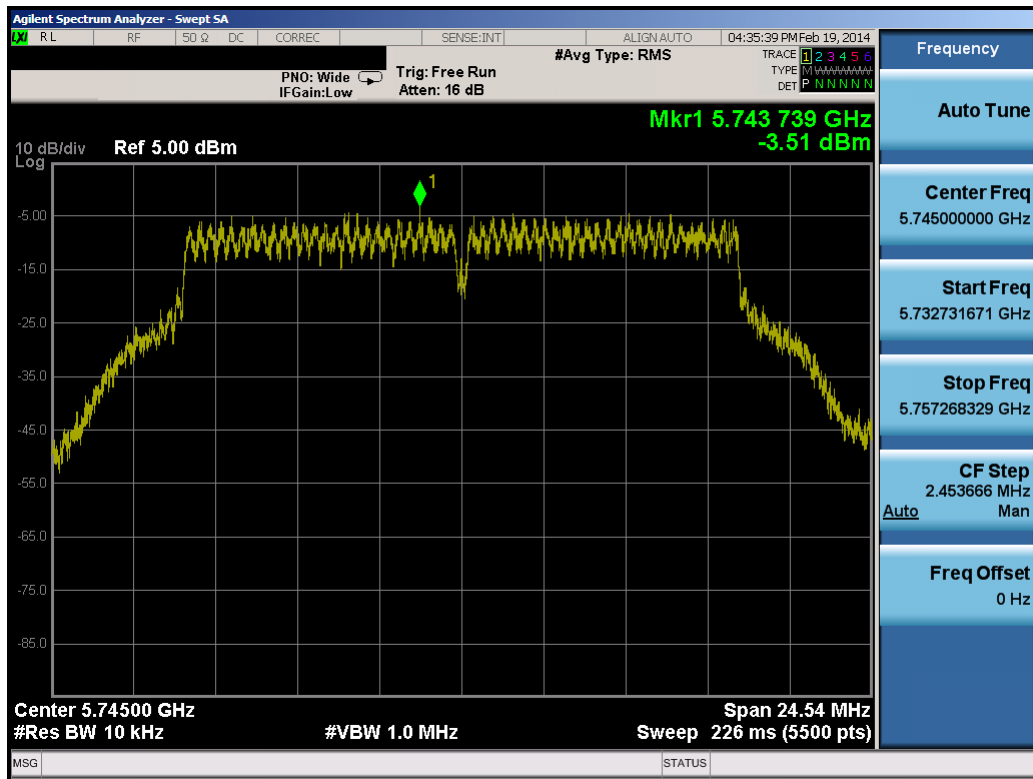 Agilent Spectrum Analyzer - Swept SA
LXI RL RF 50 Ω DC CORREC SENSE:INT ALIGN AUTO 04:35:39 PM Feb 19, 2014
#Avg Type: RMS TRACE 1 2 3 4 5 6
PNO: Wide Trig: Free Run TYPE M WWWWW
IFGain:Low Atten: 16 dB DET P N N N N N
Mkr1 5.743 739 GHz
-3.51 dBm
10 dB/div Ref 5.00 dBm
Log
1
-5.00
-15.0
-25.0
-35.0
-45.0
-55.0
-65.0
-75.0
-85.0
Center 5.74500 GHz Span 24.54 MHz
#Res BW 10 kHz #VBW 1.0 MHz Sweep 226 ms (5500 pts)
MSG STATUS
Frequency
Auto Tune
Center Freq
5.745000000 GHz
Start Freq
5.732731671 GHz
Stop Freq
5.757268329 GHz
CF Step
2.453666 MHz
Auto Man
Freq Offset
0 Hz